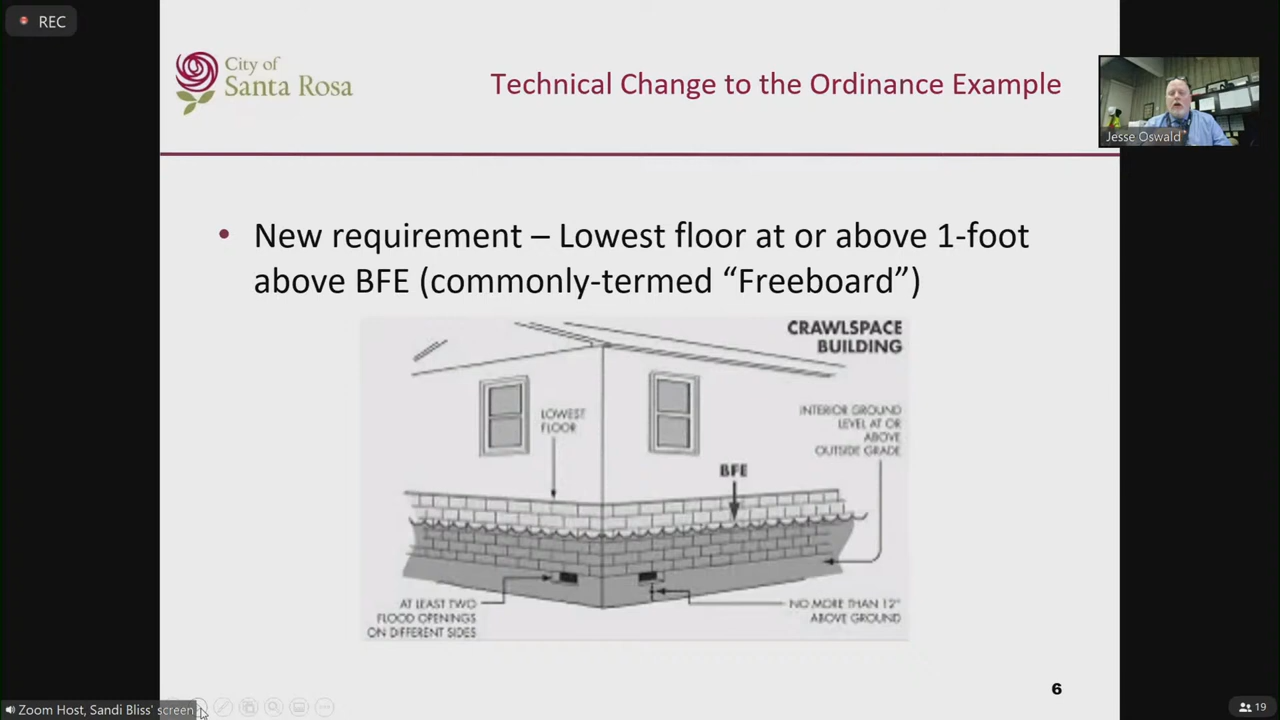 REC
City of
Santa Rosa
Technical Change to the Ordinance Example
Jesse Oswald
• New requirement – Lowest floor at or above 1-foot
above BFE (commonly-termed “Freeboard”)
CRAWLSPACE
BUILDING
LOWEST
FLOOR
INTERIOR GROUND
LEVEL AT OR
ABOVE
OUTSIDE GRADE
BFE
AT LEAST TWO
FLOOD OPENINGS
ON DIFFERENT SIDES
NO MORE THAN 12"
ABOVE GROUND
6
Zoom Host, Sandi Bliss' screen
19